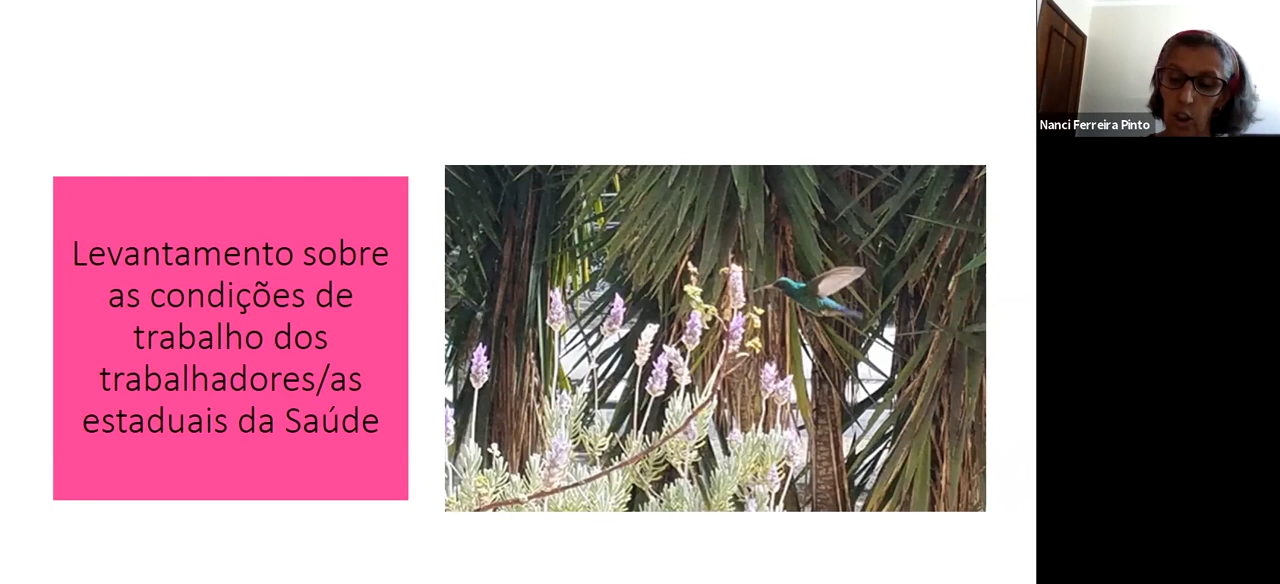 Levantamento sobre
as condições de
trabalho dos
trabalhadores/as
estaduais da Saúde
Nanci Ferreira Pinto